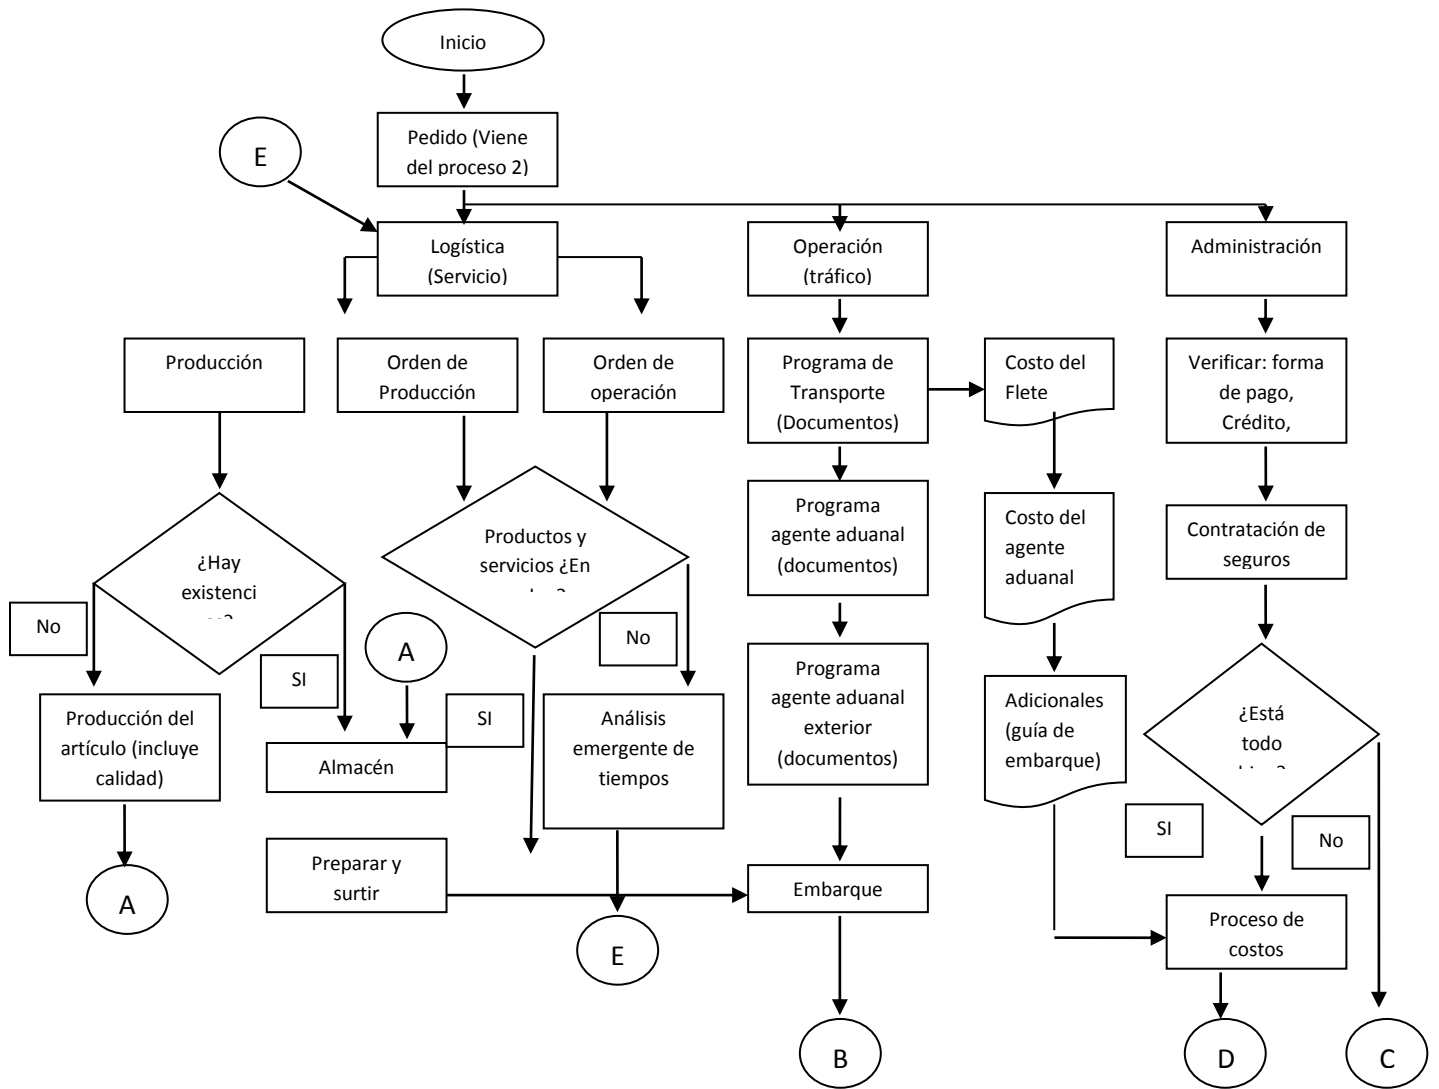 Inicio
Pedido (Viene
del proceso 2)
E
Logística
(Servicio)
Operación
(tráfico)
Administración
Producción
Orden de
Producción
Orden de
operación
Programa de
Transporte
(Documentos)
Costo del
Flete
Verificar: forma
de pago,
Crédito,
¿Hay
existenci
Productos y
servicios ¿En
Programa
agente aduanal
(documentos)
Costo del
agente
aduanal
Contratación de
seguros
No
SI
A
No
Programa
agente aduanal
exterior
(documentos)
Producción del
artículo (incluye
calidad)
Almacén
SI
Análisis
emergente de
tiempos
Adicionales
(guía de
embarque)
¿Está
todo
SI
No
Preparar y
surtir
Embarque
A
E
Proceso de
costos
B
D
C